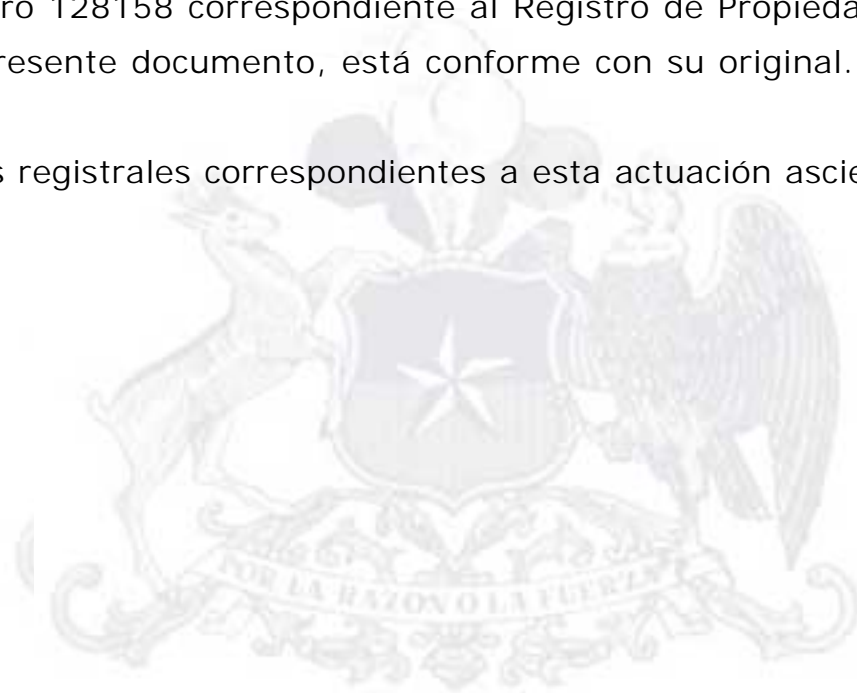 ro 128158 correspondiente al Registro de Propieda
resente documento, está conforme con su original.
s registrales correspondientes a esta actuación ascie
POR LA RAZON O LA FUERZA